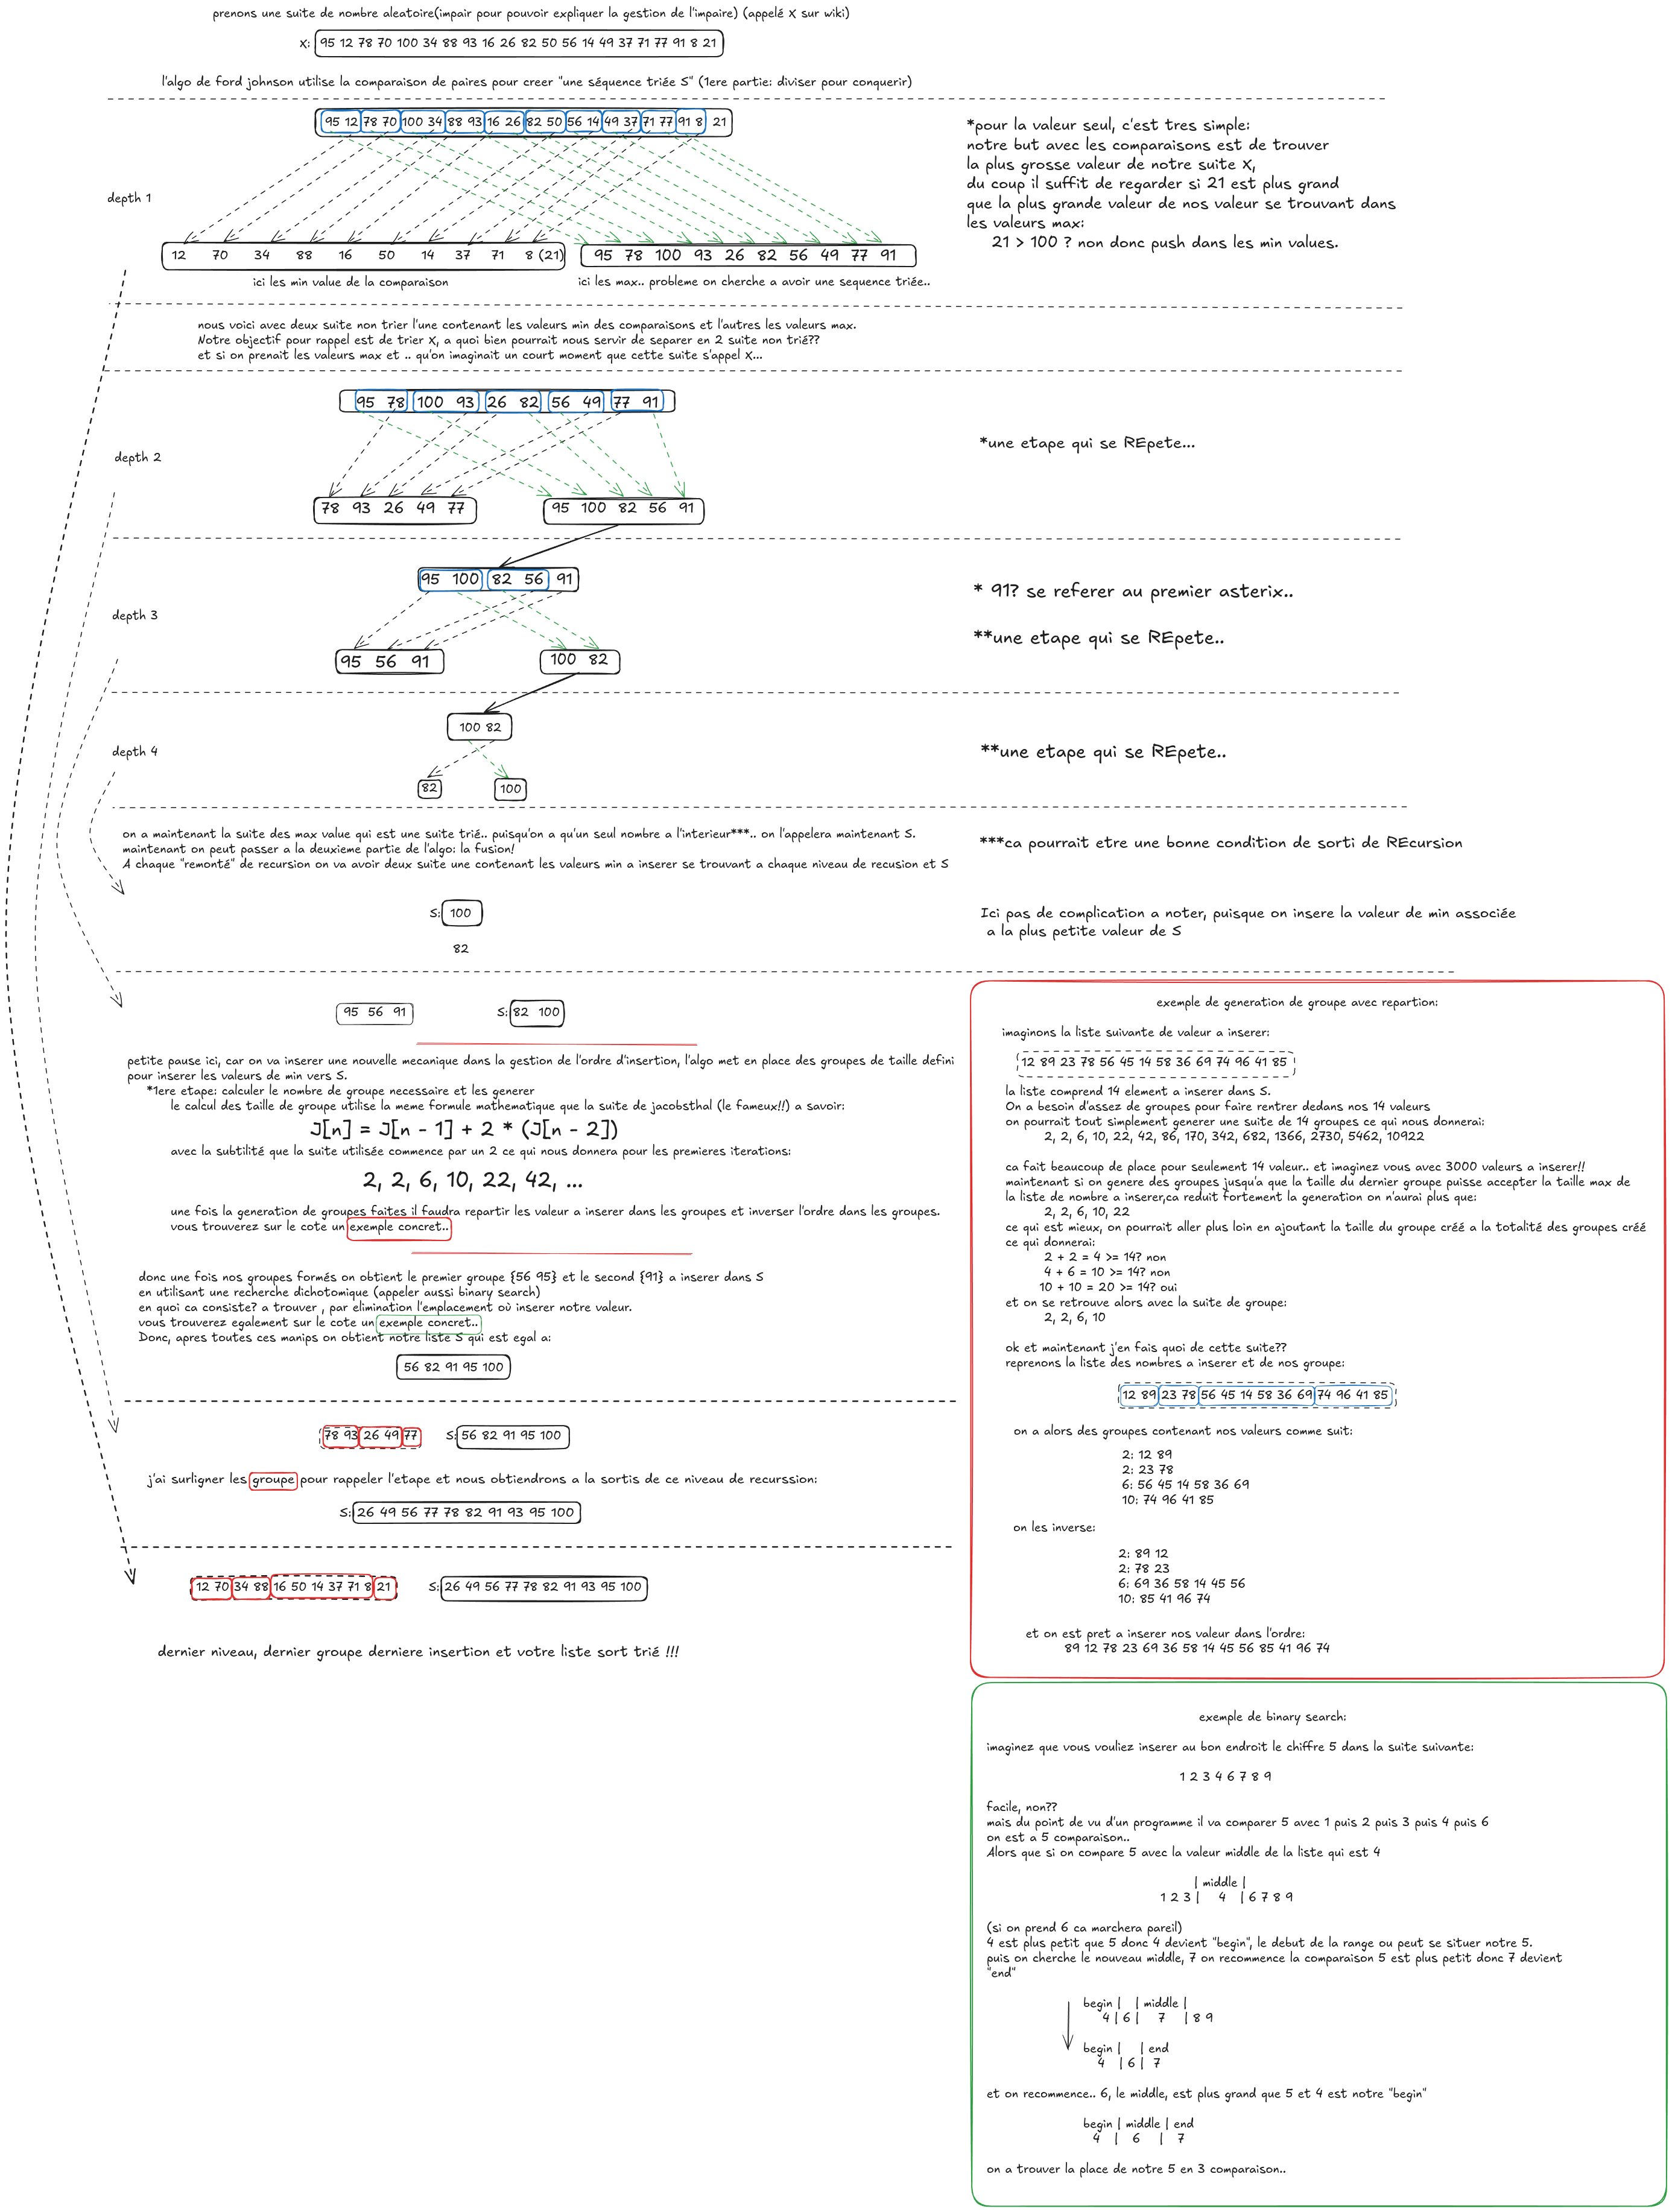 prenons une suite de nombre aleatoire(impair pour pouvoir expliquer la gestion de l'impaire) (appelé X sur wiki)
X: 95 12 78 70 100 34 88 93 16 26 82 50 56 14 49 37 71 77 91 8 21
l'algo de ford johnson utilise la comparaison de paires pour creer "une séquence triée S" (1ere partie: diviser pour conquerir)
95 12 78 70 100 34 88 93 16 26 82 50 56 14 49 37 71 77 91 8 21
depth 1
12 70 34 88 16 50 14 37 71 8 (21)
95 78 100 93 26 82 56 49 77 91
ici les min value de la comparaison
ici les max.. probleme on cherche a avoir une sequence triée..
*pour la valeur seul, c'est tres simple:
notre but avec les comparaisons est de trouver
la plus grosse valeur de notre suite X,
du coup il suffit de regarder si 21 est plus grand
que la plus grande valeur de nos valeur se trouvant dans
les valeurs max:
21 > 100 ? non donc push dans les min values.
nous voici avec deux suite non trier l'une contenant les valeurs min des comparaisons et l'autres les valeurs max.
Notre objectif pour rappel est de trier X, a quoi bien pourrait nous servir de separer en 2 suite non trié??
et si on prenait les valeurs max et .. qu'on imaginait un court moment que cette suite s'appel X...
95 78 100 93 26 82 56 49 77 91
depth 2
*une etape qui se REpete...
78 93 26 49 77
95 100 82 56 91
95 100 82 56 91
depth 3
* 91? se referer au premier asterix..
**une etape qui se REpete..
95 56 91
100 82
100 82
depth 4
**une etape qui se REpete..
82
100
on a maintenant la suite des max value qui est une suite trié.. puisqu'on a qu'un seul nombre a l'interieur***.. on l'appelera maintenant S.
maintenant on peut passer a la deuxieme partie de l'algo: la fusion!
A chaque "remonté" de recursion on va avoir deux suite une contenant les valeurs min a inserer se trouvant a chaque niveau de recusion et S
***ca pourrait etre une bonne condition de sorti de REcursion
S: 100
82
Ici pas de complication a noter, puisque on insere la valeur de min associée
a la plus petite valeur de S
95 56 91
S: 82 100
petite pause ici, car on va inserer une nouvelle mecanique dans la gestion de l'ordre d'insertion, l'algo met en place des groupes de taille defini
pour inserer les valeurs de min vers S.
*1ere etape: calculer le nombre de groupe necessaire et les generer
le calcul des taille de groupe utilise la meme formule mathematique que la suite de jacobsthal (le fameux!!) a savoir:
J[n] = J[n - 1] + 2 * (J[n - 2])
avec la subtilité que la suite utilisée commence par un 2 ce qui nous donnera pour les premieres iterations:
2, 2, 6, 10, 22, 42, ...
une fois la generation de groupes faites il faudra repartir les valeur a inserer dans les groupes et inverser l'ordre dans les groupes.
vous trouverez sur le cote un exemple concret..
donc une fois nos groupes formés on obtient le premier groupe {56 95} et le second {91} a inserer dans S
en utilisant une recherche dichotomique (appeler aussi binary search)
en quoi ca consiste? a trouver , par elimination l'emplacement où inserer notre valeur.
vous trouverez egalement sur le cote un exemple concret..
Donc, apres toutes ces manips on obtient notre liste S qui est egal a:
56 82 91 95 100
78 93 26 49 77
S: 56 82 91 95 100
j'ai surligner les groupe pour rappeler l'etape et nous obtiendrons a la sortis de ce niveau de recurssion:
S: 26 49 56 77 78 82 91 93 95 100
12 70 34 88 16 50 14 37 71 8 21
S: 26 49 56 77 78 82 91 93 95 100
dernier niveau, dernier groupe derniere insertion et votre liste sort trié !!!
exemple de generation de groupe avec repartion:
imaginons la liste suivante de valeur a inserer:
12 89 23 78 56 45 14 58 36 69 74 96 41 85
la liste comprend 14 element a inserer dans S.
On a besoin d'assez de groupes pour faire rentrer dedans nos 14 valeurs
on pourrait tout simplement generer une suite de 14 groupes ce qui nous donnerai:
2, 2, 6, 10, 22, 42, 86, 170, 342, 682, 1366, 2730, 5462, 10922
ca fait beaucoup de place pour seulement 14 valeur.. et imaginez vous avec 3000 valeurs a inserer!!
maintenant si on genere des groupes jusqu'a que la taille du dernier groupe puisse accepter la taille max de
la liste de nombre a inserer,ca reduit fortement la generation on n'aurai plus que:
2, 2, 6, 10, 22
ce qui est mieux, on pourrait aller plus loin en ajoutant la taille du groupe créé a la totalité des groupes créé
ce qui donnerai:
2 + 2 = 4 >= 14? non
4 + 6 = 10 >= 14? non
10 + 10 = 20 >= 14? oui
et on se retrouve alors avec la suite de groupe:
2, 2, 6, 10
ok et maintenant j'en fais quoi de cette suite??
reprenons la liste des nombres a inserer et de nos groupe:
12 89 23 78 56 45 14 58 36 69 74 96 41 85
on a alors des groupes contenant nos valeurs comme suit:
2: 12 89
2: 23 78
6: 56 45 14 58 36 69
10: 74 96 41 85
on les inverse:
2: 89 12
2: 78 23
6: 69 36 58 14 45 56
10: 85 41 96 74
et on est pret a inserer nos valeur dans l'ordre:
89 12 78 23 69 36 58 14 45 56 85 41 96 74
exemple de binary search:
imaginez que vous vouliez inserer au bon endroit le chiffre 5 dans la suite suivante:
1 2 3 4 6 7 8 9
facile, non??
mais du point de vu d'un programme il va comparer 5 avec 1 puis 2 puis 3 puis 4 puis 6
on est a 5 comparaison..
Alors que si on compare 5 avec la valeur middle de la liste qui est 4
| middle |
1 2 3 | 4 | 6 7 8 9
(si on prend 6 ca marchera pareil)
4 est plus petit que 5 donc 4 devient "begin", le debut de la range ou peut se situer notre 5.
puis on cherche le nouveau middle, 7 on recommence la comparaison 5 est plus petit donc 7 devient
"end"
begin | | middle |
4 | 6 | 7 | 8 9
begin | | end
4 | 6 | 7
et on recommence.. 6, le middle, est plus grand que 5 et 4 est notre "begin"
begin | middle | end
4 | 6 | 7
on a trouver la place de notre 5 en 3 comparaison..